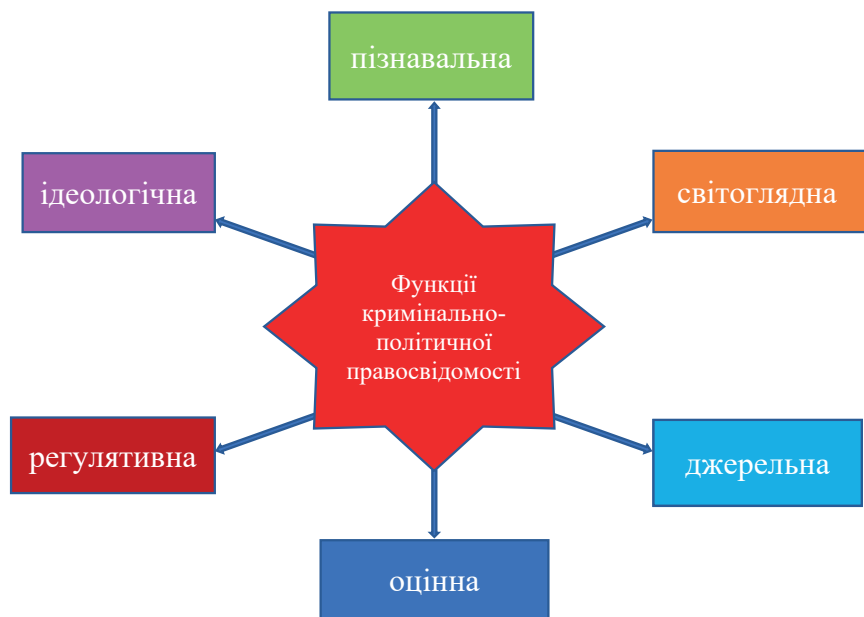 пізнавальна
ідеологічна
світоглядна
Функції
кримінально-
політичної
правосвідомості
регулятивна
джерельна
оцінна